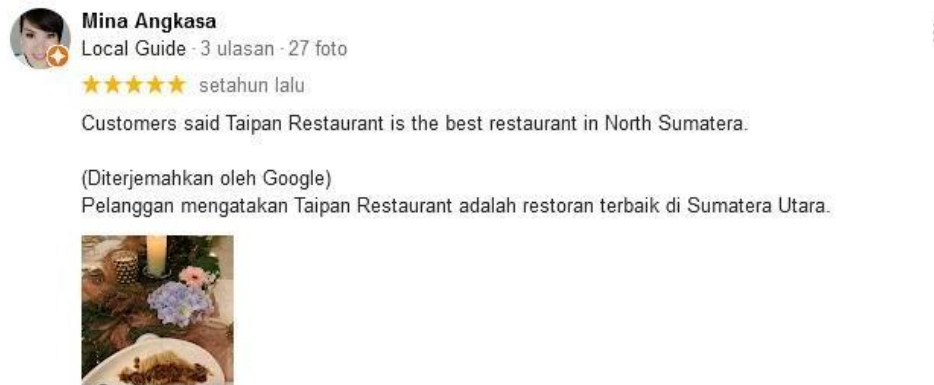 Mina Angkasa
Local Guide · 3 ulasan · 27 foto
setahun lalu
Customers said Taipan Restaurant is the best restaurant in North Sumatera.
(Diterjemahkan oleh Google)
Pelanggan mengatakan Taipan Restaurant adalah restoran terbaik di Sumatera Utara.